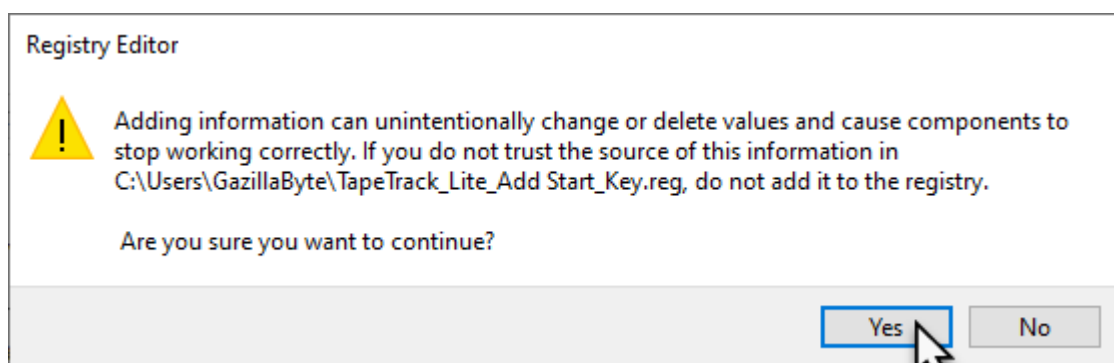 Registry Editor
!
Adding information can unintentionally change or delete values and cause components to
stop working correctly. If you do not trust the source of this information in
C:\Users\GazillaByte\TapeTrack_Lite_Add Start_Key.reg, do not add it to the registry.
Are you sure you want to continue?
Yes No